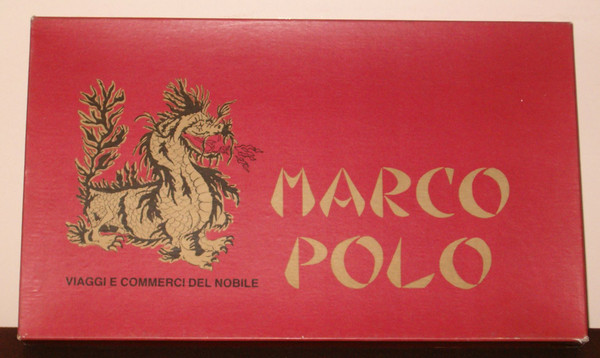 VIAGGI E COMMERCI DEL NOBILE
MARCO
POLO